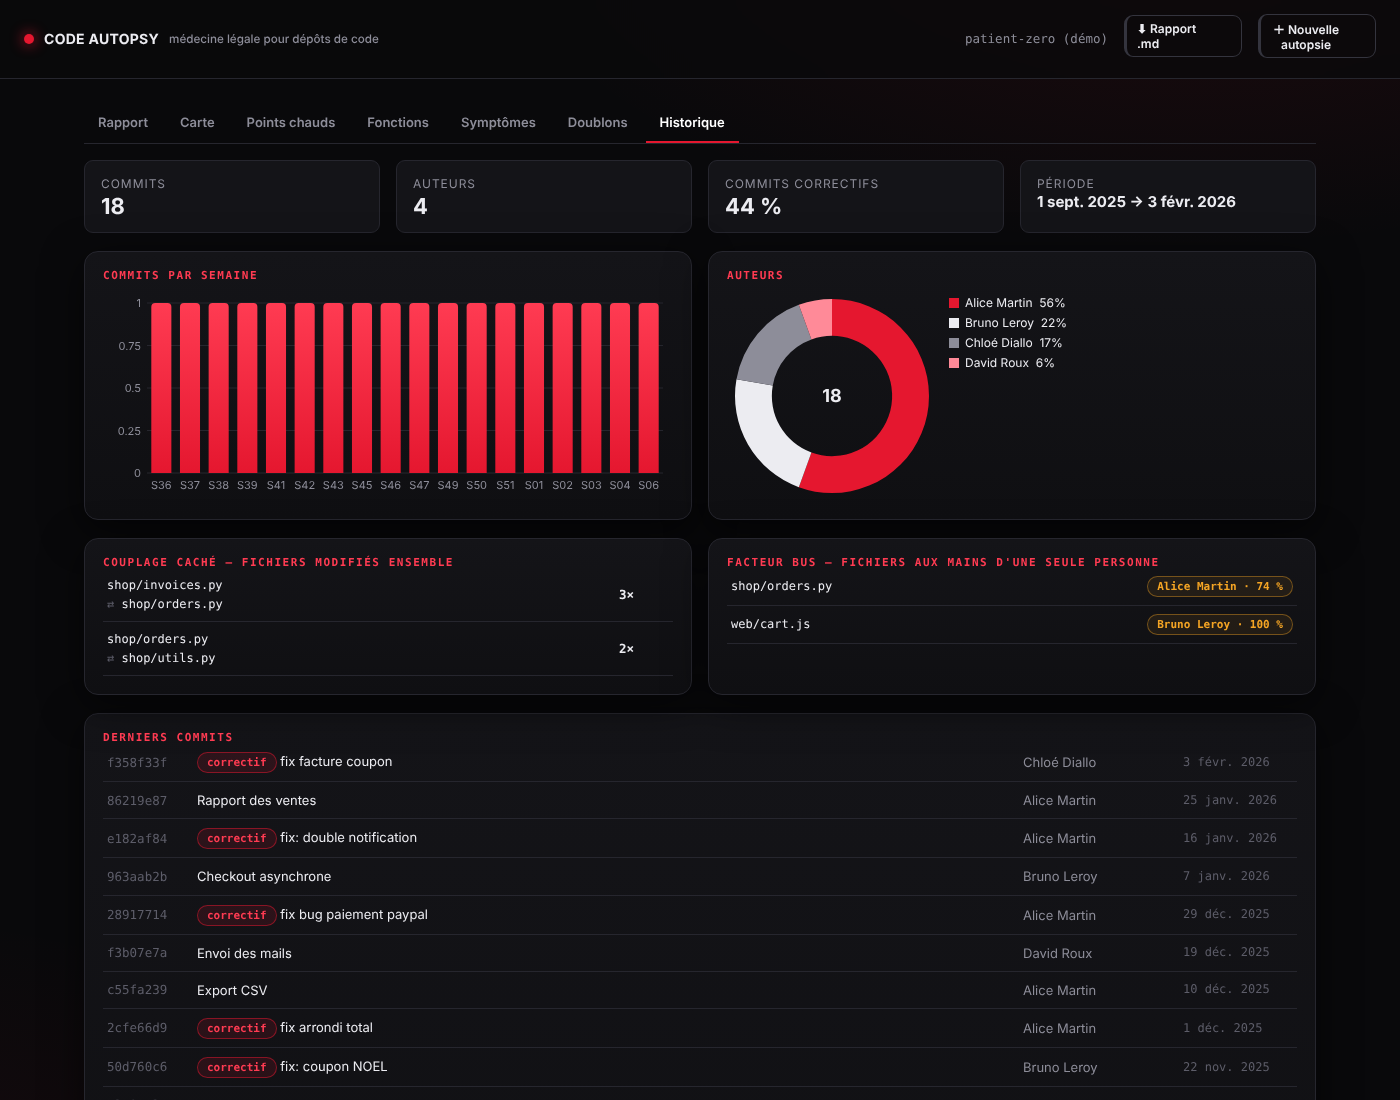 CODE AUTOPSY médecine légale pour dépôts de code
patient-zero (démo)
⬇ Rapport
.md
＋ Nouvelle
autopsie
Rapport Carte Points chauds Fonctions Symptômes Doublons Historique
COMMITS
18
AUTEURS
4
COMMITS CORRECTIFS
44 %
PÉRIODE
1 sept. 2025 → 3 févr. 2026
COMMITS PAR SEMAINE
1
0.75
0.5
0.25
0
S36 S37 S38 S39 S41 S42 S43 S45 S46 S47 S49 S50 S51 S01 S02 S03 S04 S06
AUTEURS
18
Alice Martin 56%
Bruno Leroy 22%
Chloé Diallo 17%
David Roux 6%
COUPLAGE CACHÉ — FICHIERS MODIFIÉS ENSEMBLE
shop/invoices.py
⇄ shop/orders.py
3×
shop/orders.py
⇄ shop/utils.py
2×
FACTEUR BUS — FICHIERS AUX MAINS D'UNE SEULE PERSONNE
shop/orders.py Alice Martin · 74 %
web/cart.js Bruno Leroy · 100 %
DERNIERS COMMITS
f358f33f correctif fix facture coupon Chloé Diallo 3 févr. 2026
86219e87 Rapport des ventes Alice Martin 25 janv. 2026
e182af84 correctif fix: double notification Alice Martin 16 janv. 2026
963aab2b Checkout asynchrone Bruno Leroy 7 janv. 2026
28917714 correctif fix bug paiement paypal Alice Martin 29 déc. 2025
f3b07e7a Envoi des mails David Roux 19 déc. 2025
c55fa239 Export CSV Alice Martin 10 déc. 2025
2cfe66d9 correctif fix arrondi total Alice Martin 1 déc. 2025
50d760c6 correctif fix: coupon NOEL Bruno Leroy 22 nov. 2025